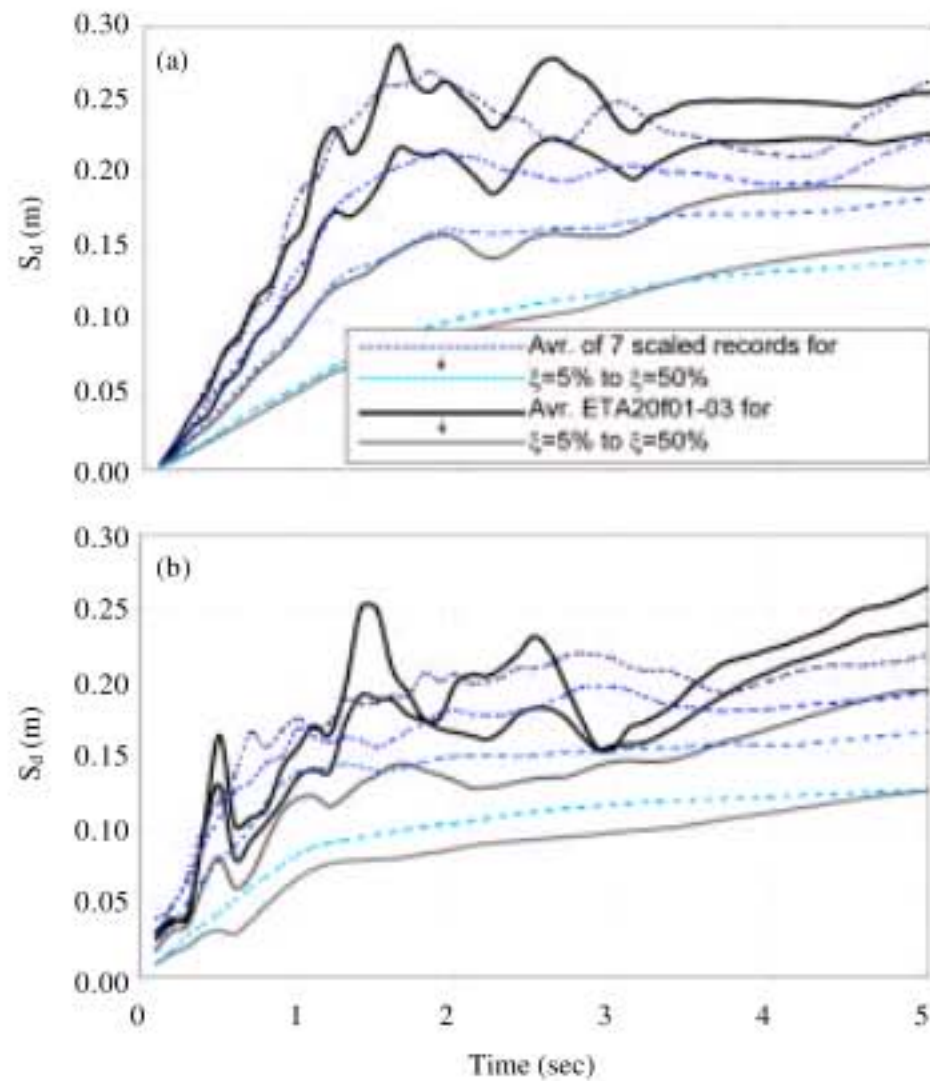 0.30
(a)
0.25
0.20
S_d (m)
0.15
0.10
Avr. of 7 scaled records for
ξ=5% to ξ=50%
0.05
Avr. ETA20f01-03 for
ξ=5% to ξ=50%
0.00
0.30
(b)
0.25
0.20
S_d (m)
0.15
0.10
0.05
0.00
0 1 2 3 4 5
Time (sec)